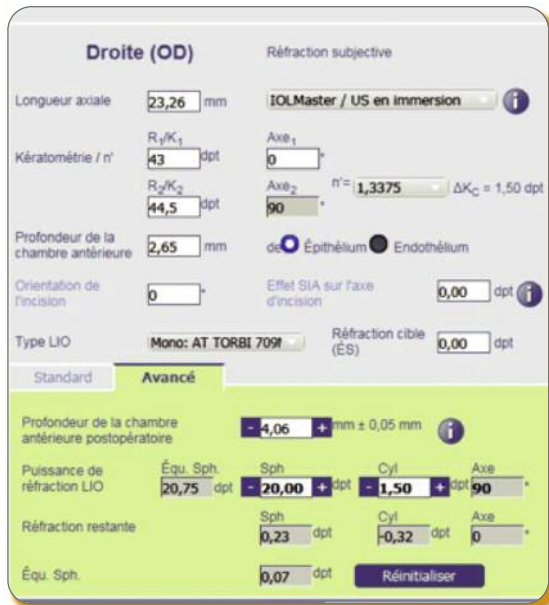 Droite (OD) Réfraction subjective
Longueur axiale 23,26 mm IOLMaster / US en immersion i
R1/K1 Axe1
Kératométrie / n' 43 dpt 0 °
R2/K2 Axe2 n'= 1,3375 ΔKC = 1,50 dpt
44,5 dpt 90 °
Profondeur de la
chambre antérieure 2,65 mm de Épithélium Endothélium
Orientation de
l'incision 0 ° Effet SIA sur l'axe
d'incision 0,00 dpt i
Type LIO Mono: AT TORBI 709M Réfraction cible
(ÉS) 0,00 dpt
Standard Avancé
Profondeur de la chambre
antérieure postopératoire - 4,06 + mm ± 0,05 mm i
Puissance de
réfraction LIO Équ. Sph. Sph Cyl Axe
20,75 dpt - 20,00 + dpt - 1,50 + dpt 90 °
Sph Cyl Axe
Réfraction restante 0,23 dpt -0,32 dpt 0 °
Équ. Sph. 0,07 dpt Réinitialiser